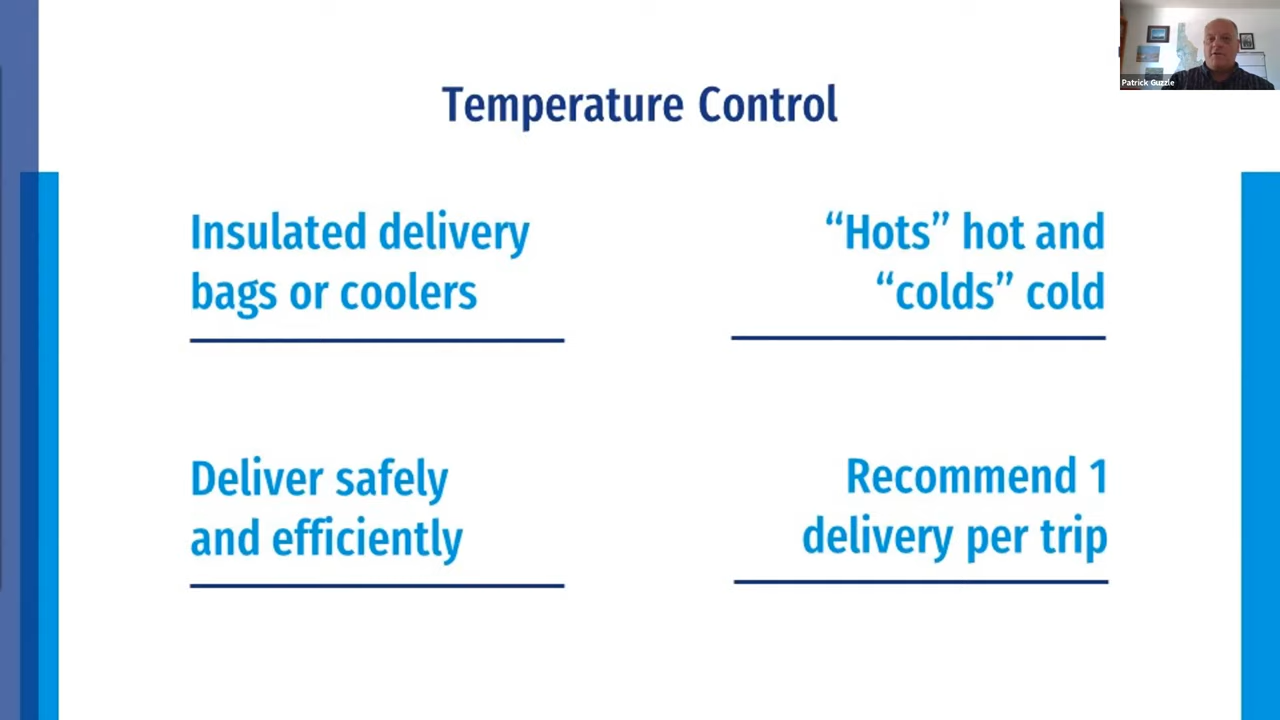 Patrick Guzzle
Temperature Control
Insulated delivery
bags or coolers
“Hots” hot and
“colds” cold
Deliver safely
and efficiently
Recommend 1
delivery per trip